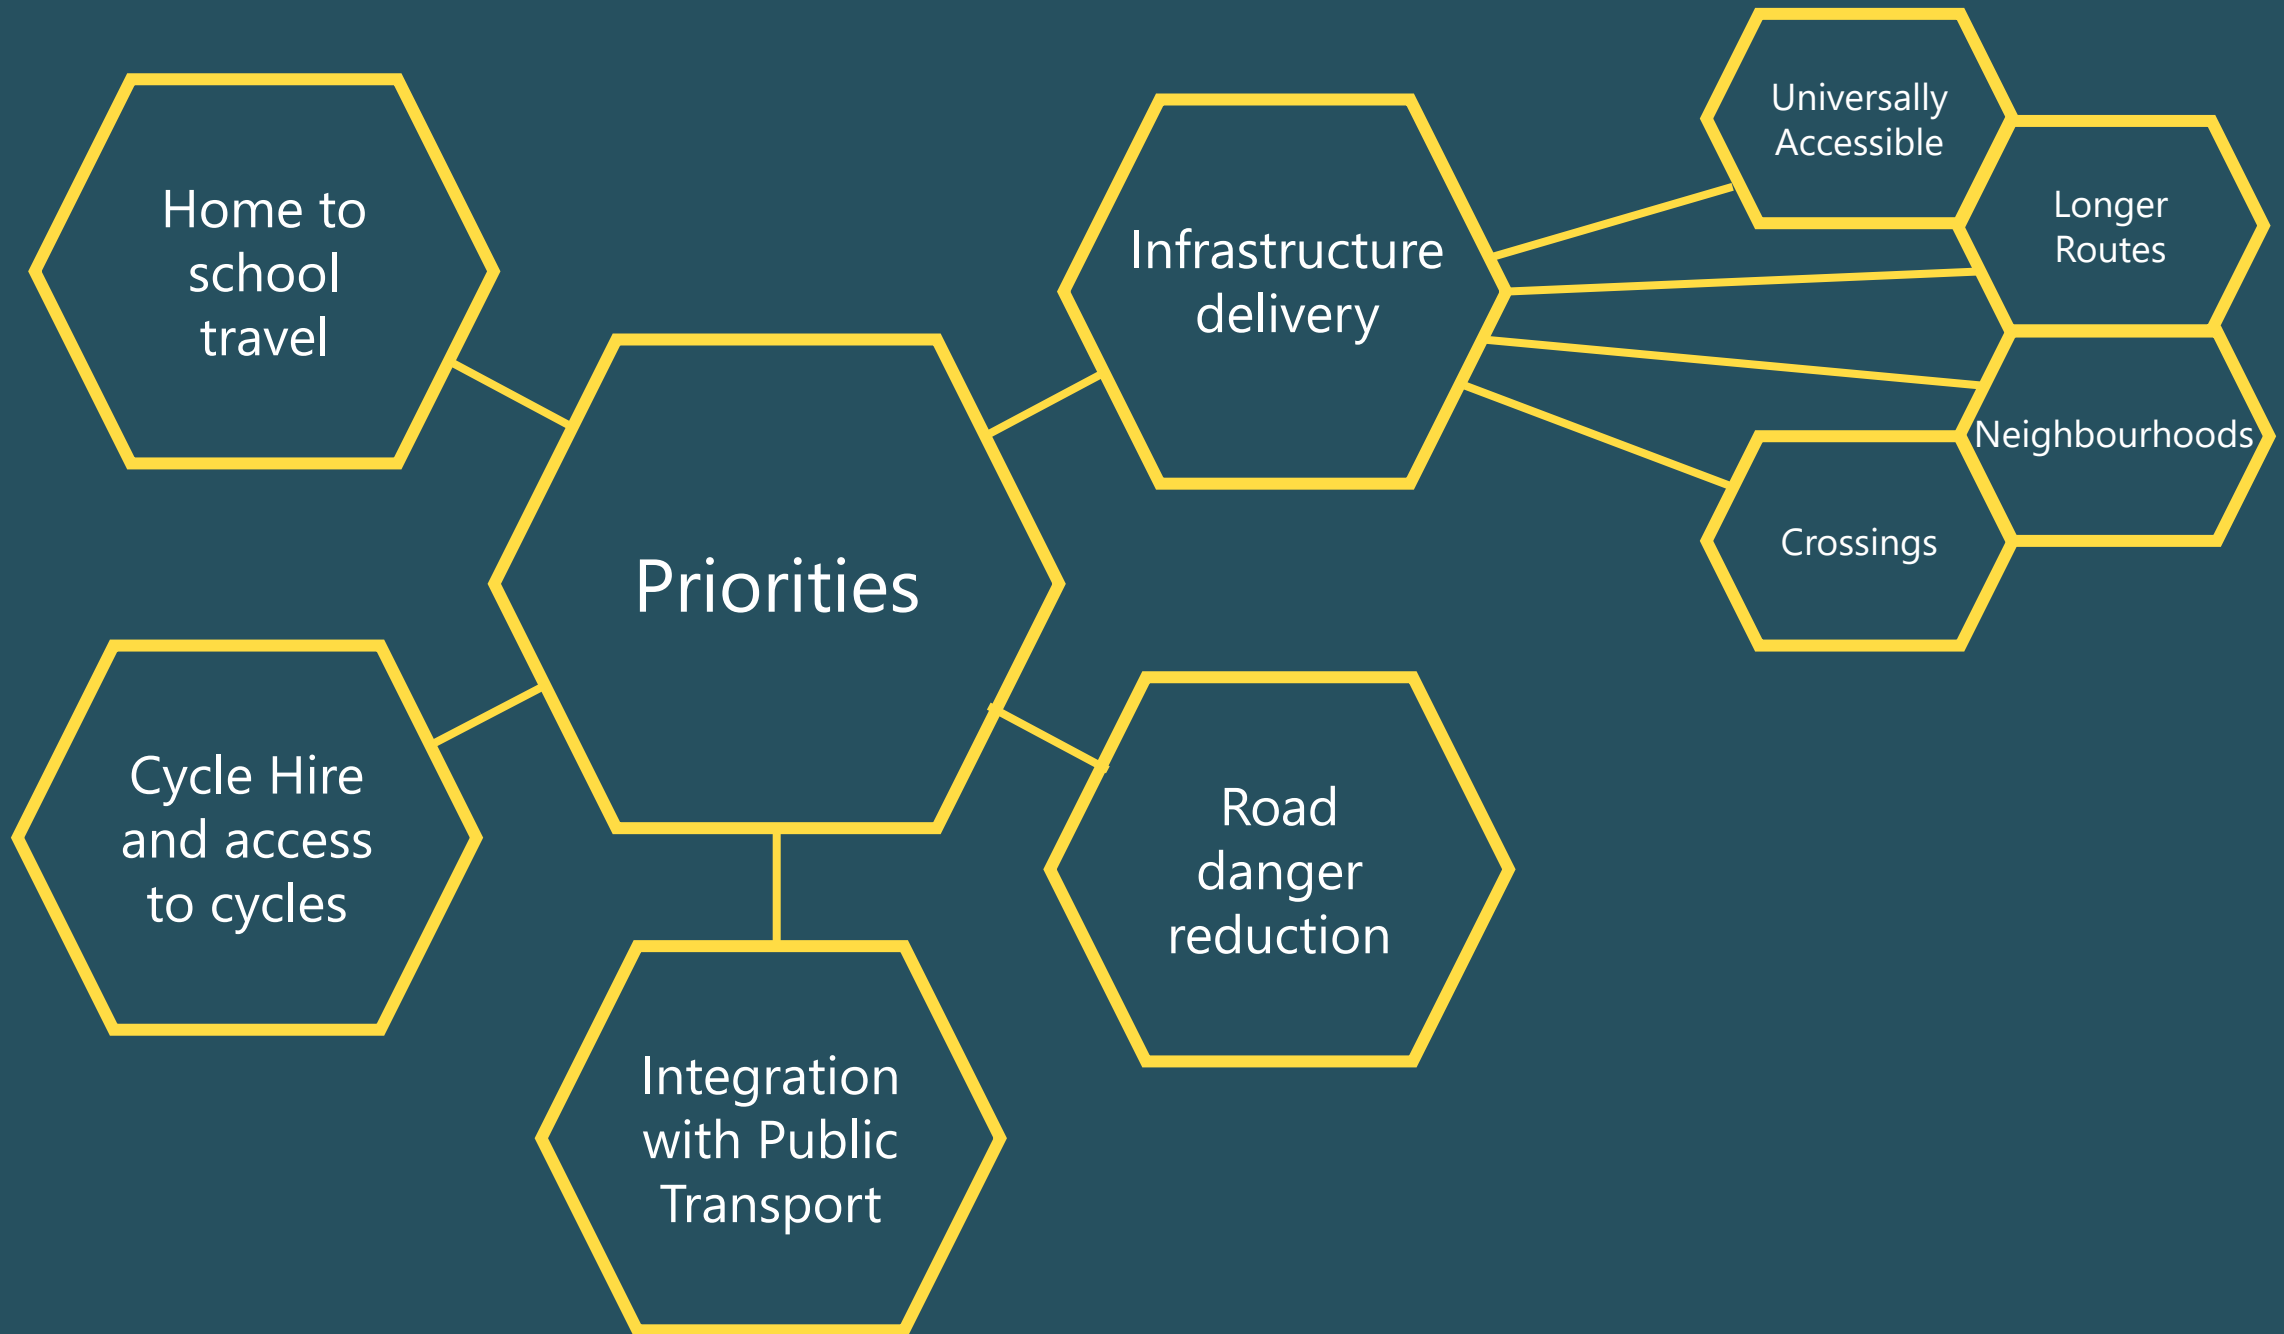 Home to
school
travel
Infrastructure
delivery
Universally
Accessible
Longer
Routes
Neighbourhoods
Crossings
Priorities
Cycle Hire
and access
to cycles
Road
danger
reduction
Integration
with Public
Transport